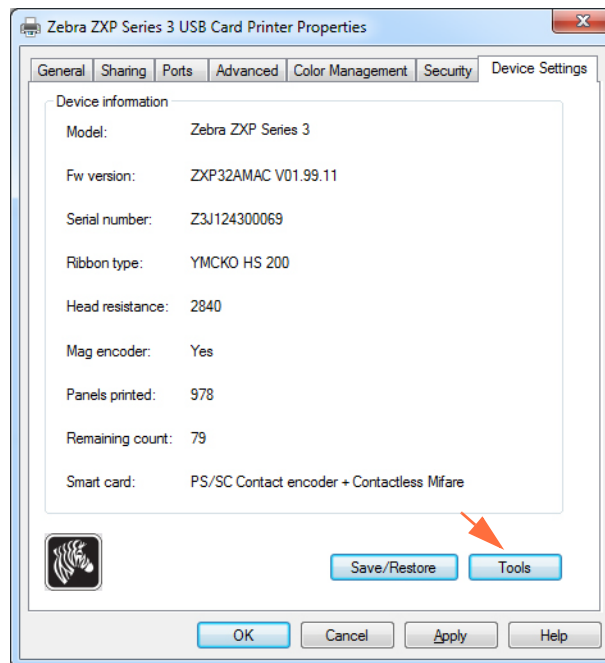 Zebra ZXP Series 3 USB Card Printer Properties
General Sharing Ports Advanced Color Management Security Device Settings
Device information
Model: Zebra ZXP Series 3
Fw version: ZXP32AMAC V01.99.11
Serial number: Z3J124300069
Ribbon type: YMCKO HS 200
Head resistance: 2840
Mag encoder: Yes
Panels printed: 978
Remaining count: 79
Smart card: PS/SC Contact encoder + Contactless Mifare
Save/Restore Tools
OK Cancel Apply Help